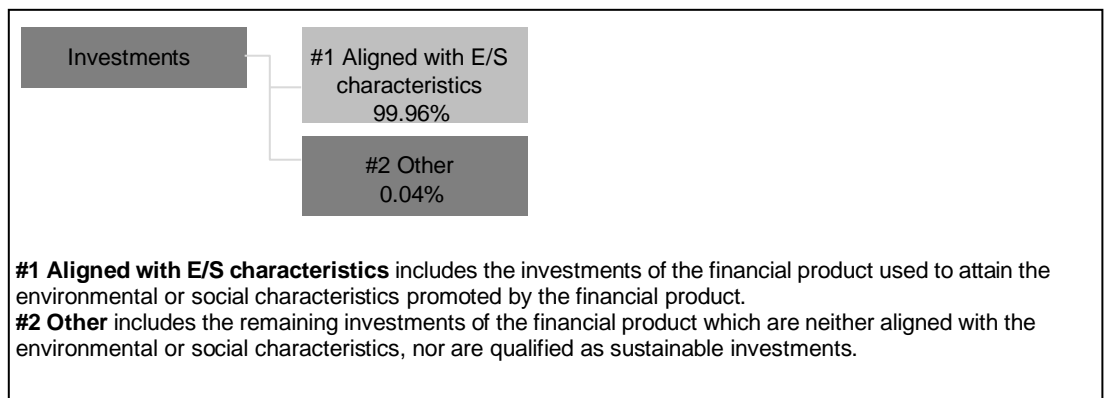 Investments
#1 Aligned with E/S
characteristics
99.96%
#2 Other
0.04%
#1 Aligned with E/S characteristics includes the investments of the financial product used to attain the
environmental or social characteristics promoted by the financial product.
#2 Other includes the remaining investments of the financial product which are neither aligned with the
environmental or social characteristics, nor are qualified as sustainable investments.